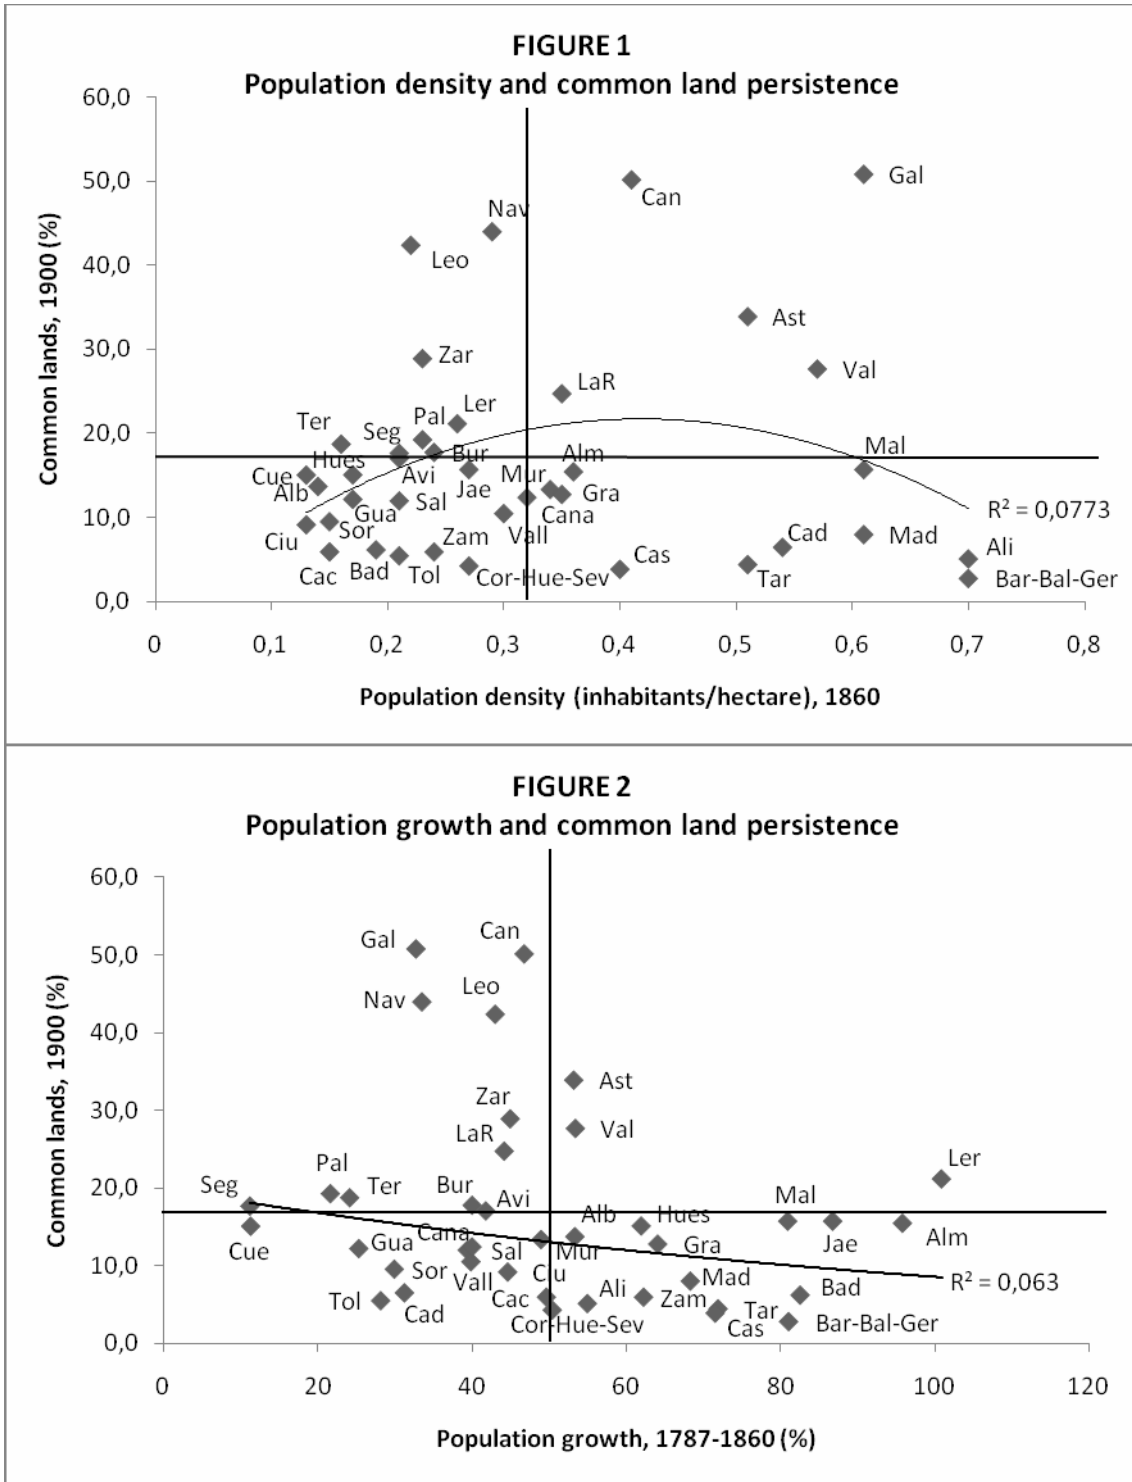 FIGURE 1
Population density and common land persistence
Common lands, 1900 (%)
60,0
50,0
40,0
30,0
20,0
10,0
0,0
Gal
Can
Nav
Leo
Ast
Zar
Val
LaR
Ler
Pal
Ter
Seg
Bur
Mal
Alm
Hues
Cue
Avi
Jae
Mur
Alb
Sal
Gra
Gua
Cana
R² = 0,0773
Sor
Vall
Ciu
Zam
Cad
Mad
Ali
Cac
Bad
Tol
Cor-Hue-Sev
Cas
Tar
Bar-Bal-Ger
0 0,1 0,2 0,3 0,4 0,5 0,6 0,7 0,8
Population density (inhabitants/hectare), 1860
FIGURE 2
Population growth and common land persistence
Common lands, 1900 (%)
60,0
50,0
40,0
30,0
20,0
10,0
0,0
Gal
Can
Nav
Leo
Ast
Zar
Val
LaR
Ler
Pal
Seg
Ter
Bur
Avi
Mal
Alb
Hues
Cue
Gua
Cana
Sal
Mur
Gra
Jae
Alm
Sor
Vall
Ciu
Mad
R² = 0,063
Tol
Cad
Cac
Ali
Zam
Bad
Tar
Cor-Hue-Sev
Cas
Bar-Bal-Ger
0 20 40 60 80 100 120
Population growth, 1787-1860 (%)